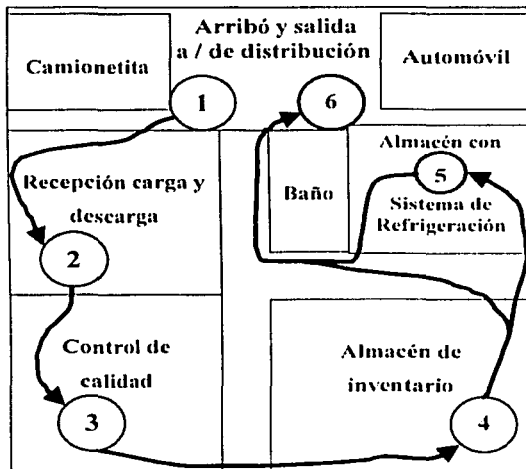 Arribó y salida
a / de distribución
Camionetita
Automóvil
1
6
Recepción carga y
descarga
2
Baño
Almacén con
5
Sistema de
Refrigeración
Control de
calidad
3
Almacén de
inventario
4